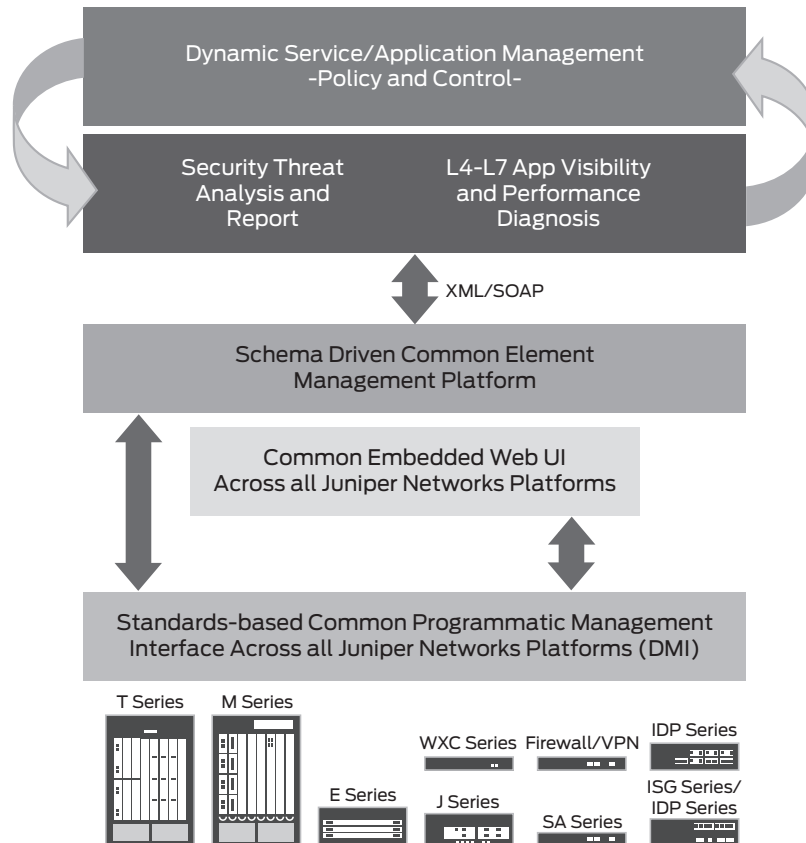 Dynamic Service/Application Management
-Policy and Control-
Security Threat
Analysis and
Report
L4-L7 App Visibility
and Performance
Diagnosis
XML/SOAP
Schema Driven Common Element
Management Platform
Common Embedded Web UI
Across all Juniper Networks Platforms
Standards-based Common Programmatic Management
Interface Across all Juniper Networks Platforms (DMI)
T Series
M Series
E Series
WXC Series
J Series
Firewall/VPN
SA Series
IDP Series
ISG Series/
IDP Series